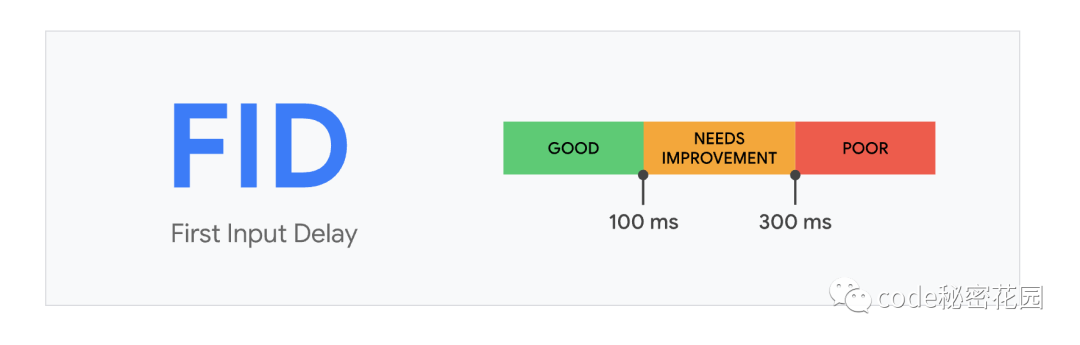 FID
First Input Delay
GOOD
NEEDS
IMPROVEMENT
POOR
100 ms
300 ms
code秘密花园